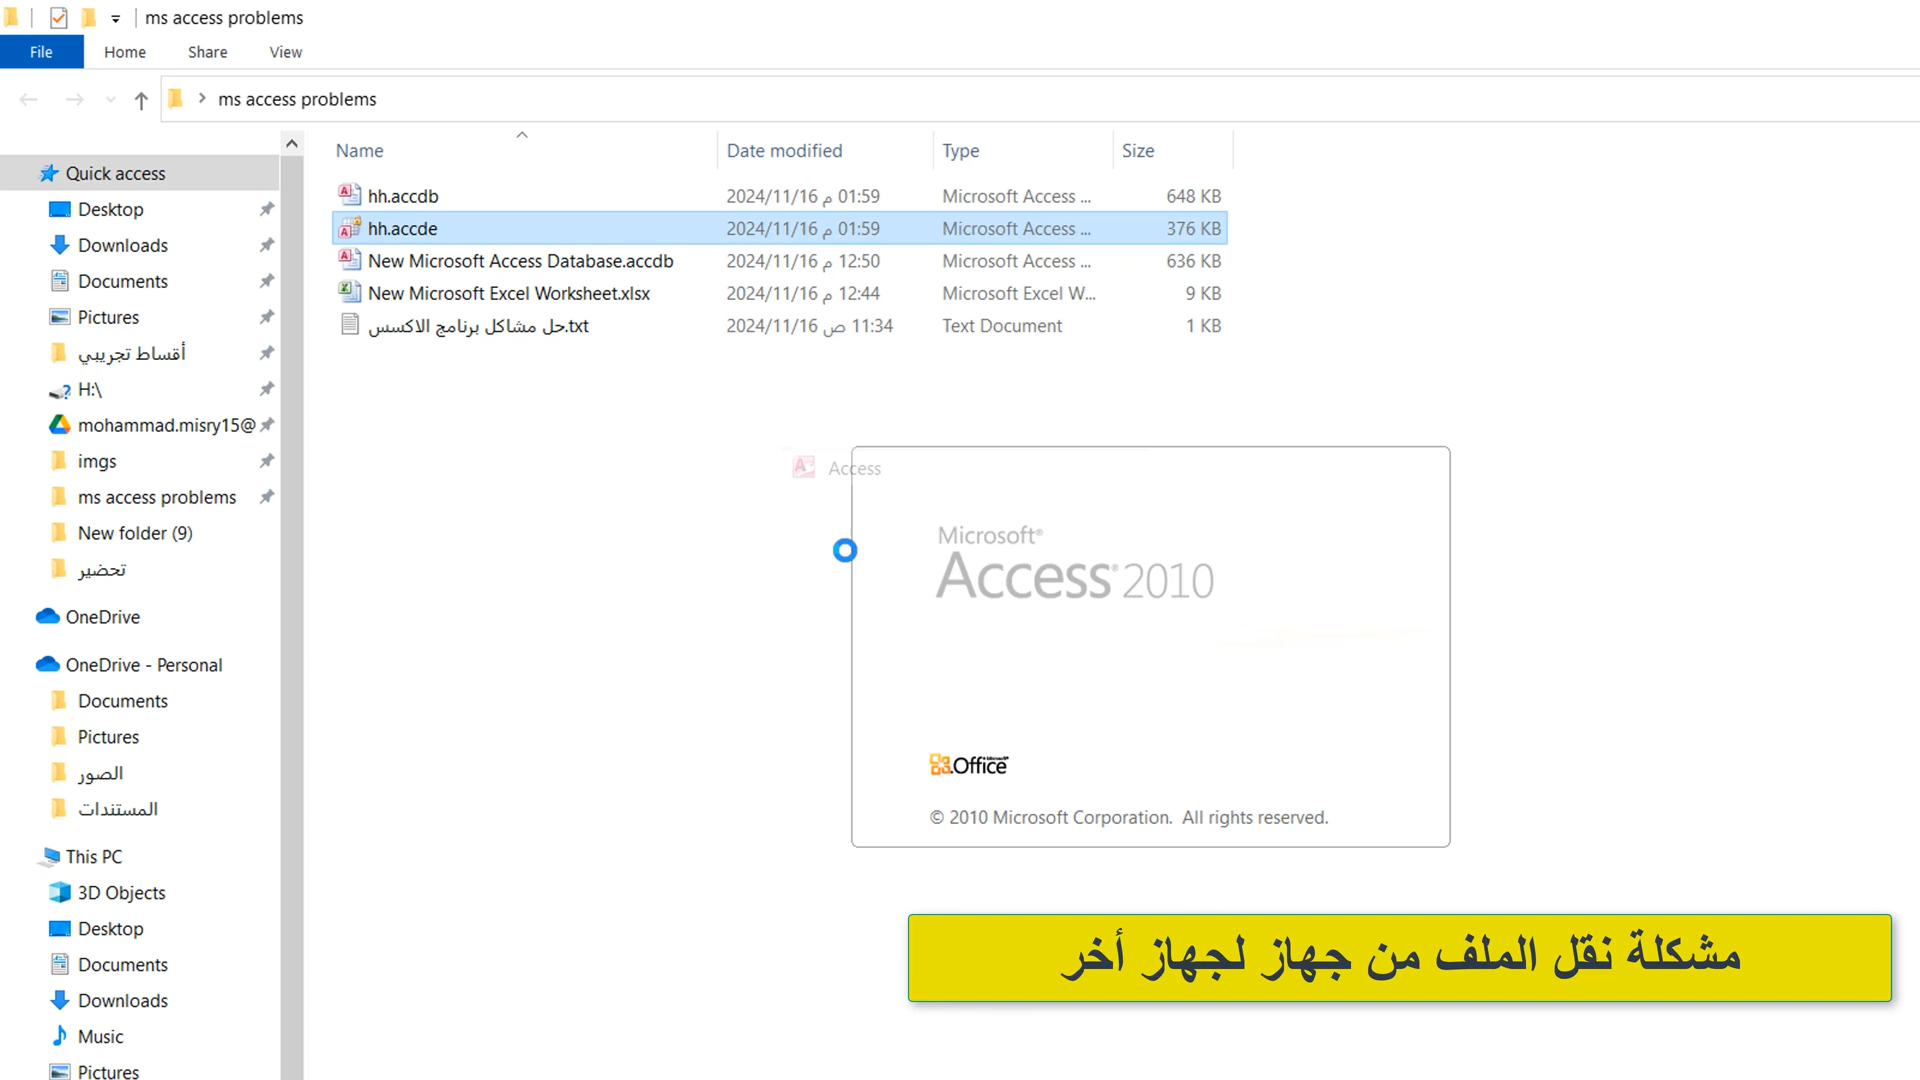 ms access problems
File Home Share View
ms access problems
Name Date modified Type Size
hh.accdb 2024/11/16 م 01:59 Microsoft Access ... 648 KB
hh.accde 2024/11/16 م 01:59 Microsoft Access ... 376 KB
New Microsoft Access Database.accdb 2024/11/16 م 12:50 Microsoft Access ... 636 KB
New Microsoft Excel Worksheet.xlsx 2024/11/16 م 12:44 Microsoft Excel W... 9 KB
حل مشاكل برنامج الاكسس.txt 2024/11/16 ص 11:34 Text Document 1 KB
Quick access
Desktop
Downloads
Documents
Pictures
أقساط تجريبي
H:\
mohammad.misry15@
imgs
ms access problems
New folder (9)
تحضير
OneDrive
OneDrive - Personal
Documents
Pictures
الصور
المستندات
This PC
3D Objects
Desktop
Documents
Downloads
Music
Pictures
Access
Microsoft®
Access 2010
Office
© 2010 Microsoft Corporation. All rights reserved.
مشكلة نقل الملف من جهاز لجهاز أخر